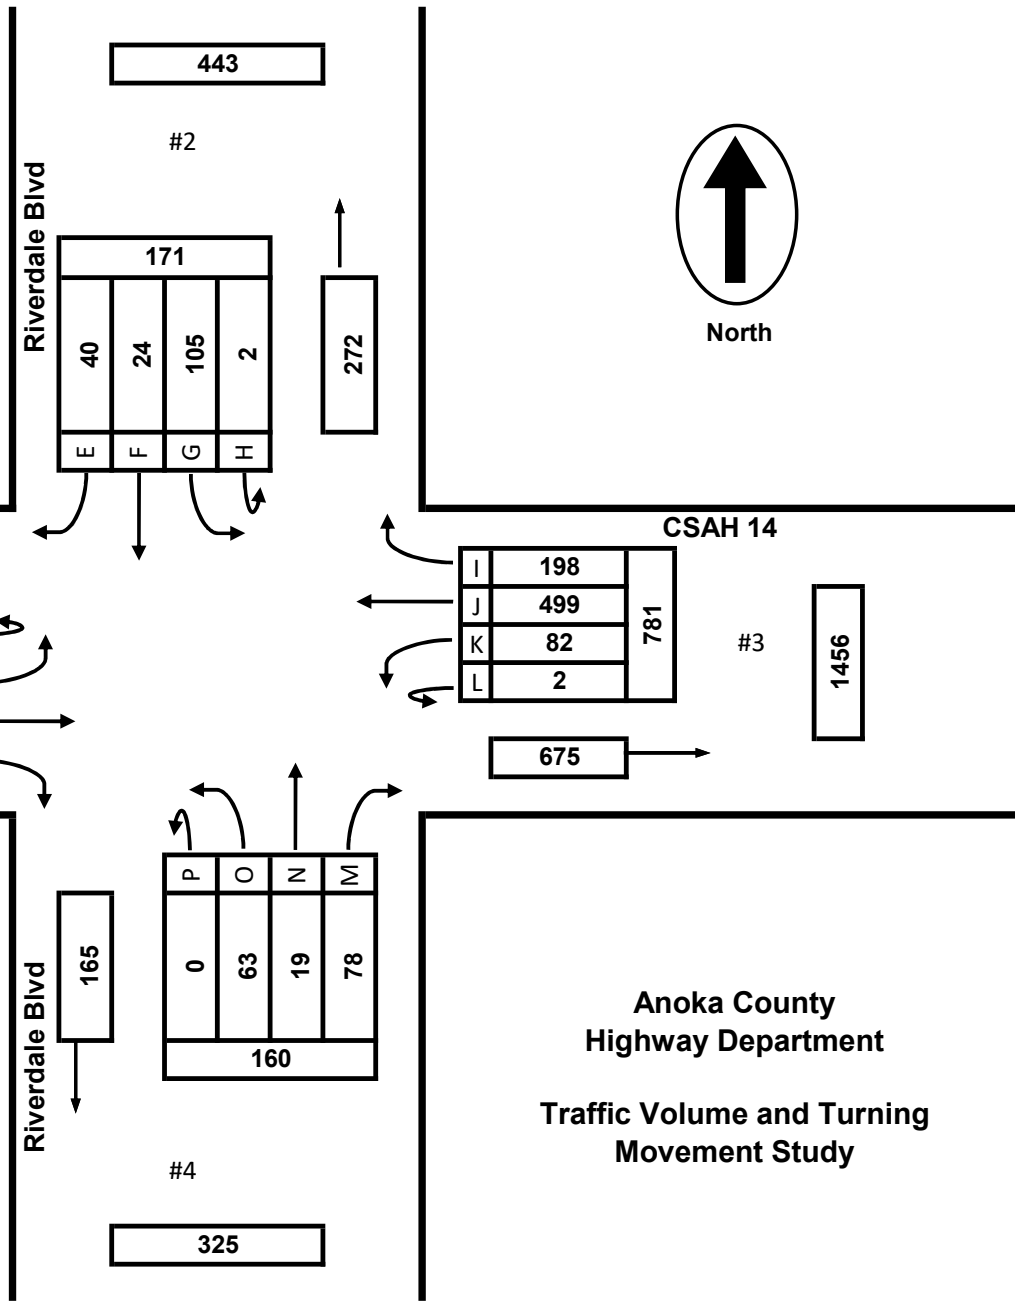 443
#2
Riverdale Blvd
171
40
24
105
2
272
E
F
G
H
North
CSAH 14
I 198
J 499
K 82
L 2
781
#3
1456
675
P
O
N
M
0
63
19
78
160
165
Riverdale Blvd
#4
325
Anoka County
Highway Department
Traffic Volume and Turning
Movement Study